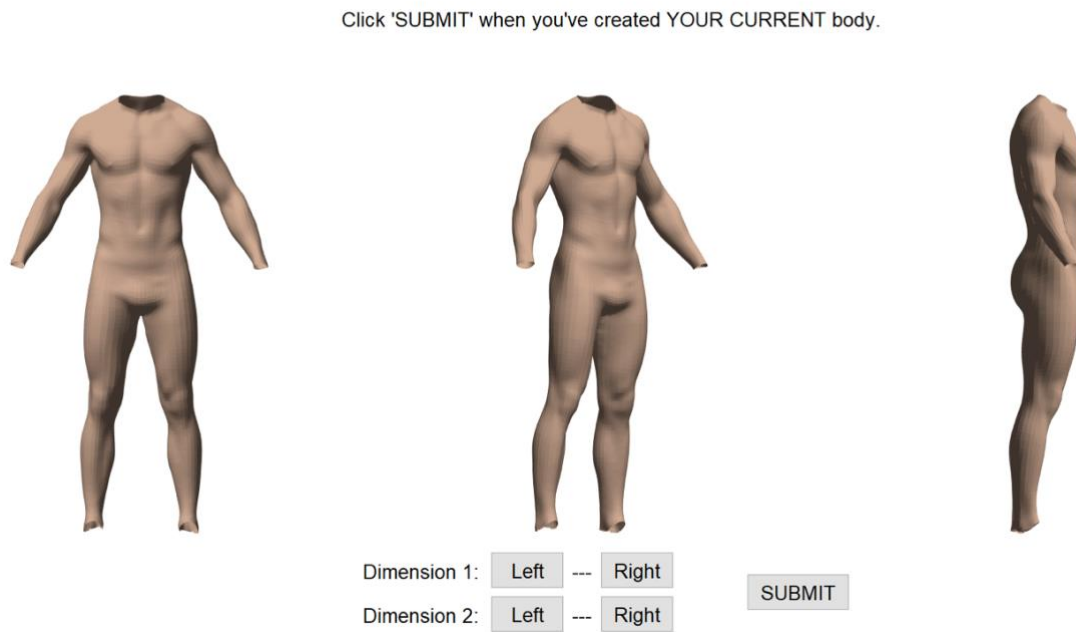 Click 'SUBMIT' when you've created YOUR CURRENT body.
Dimension 1: Left --- Right
SUBMIT
Dimension 2: Left --- Right